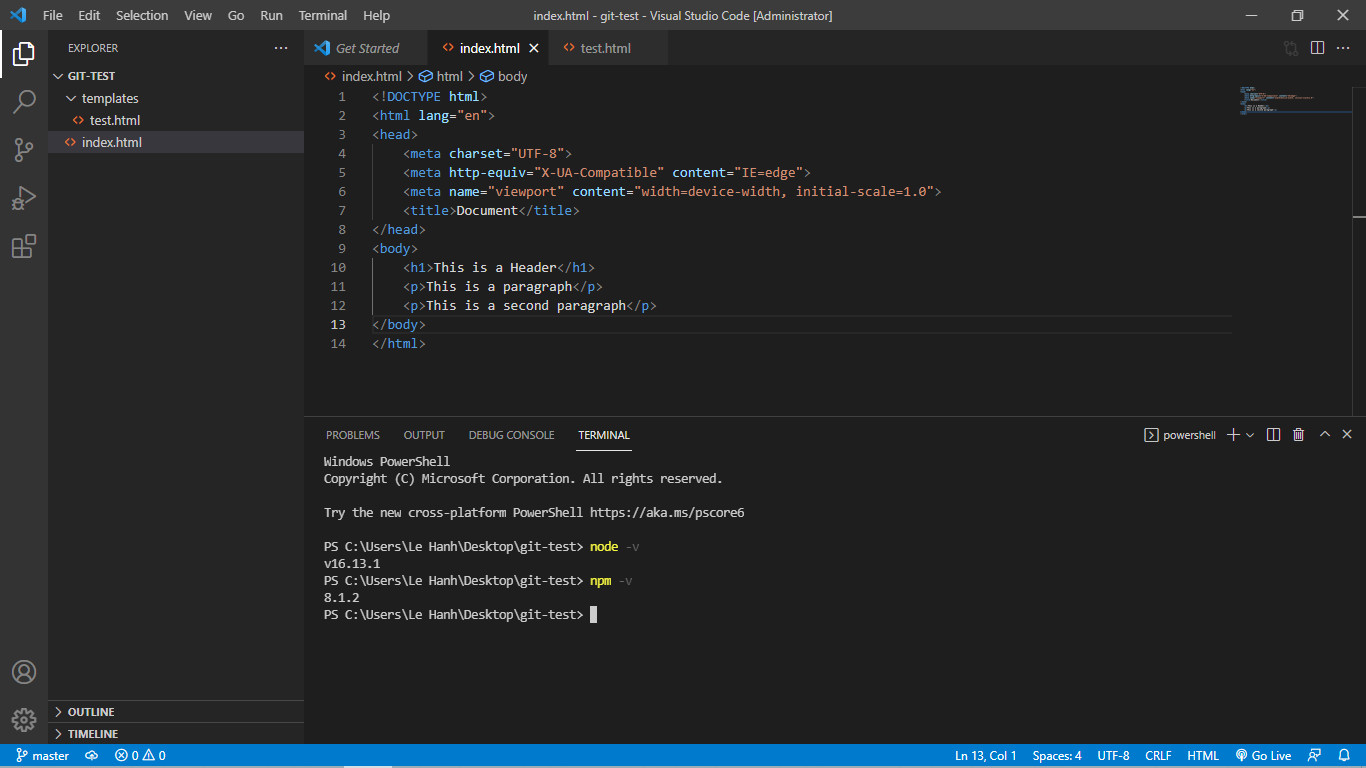 File Edit Selection View Go Run Terminal Help
index.html - git-test - Visual Studio Code [Administrator]
EXPLORER
GIT-TEST
templates
test.html
index.html
OUTLINE
TIMELINE
Get Started index.html test.html
index.html > html > body
1 <!DOCTYPE html>
2 <html lang="en">
3 <head>
4 <meta charset="UTF-8">
5 <meta http-equiv="X-UA-Compatible" content="IE=edge">
6 <meta name="viewport" content="width=device-width, initial-scale=1.0">
7 <title>Document</title>
8 </head>
9 <body>
10 <h1>This is a Header</h1>
11 <p>This is a paragraph</p>
12 <p>This is a second paragraph</p>
13 </body>
14 </html>
PROBLEMS OUTPUT DEBUG CONSOLE TERMINAL
powershell
Windows PowerShell
Copyright (C) Microsoft Corporation. All rights reserved.
Try the new cross-platform PowerShell https://aka.ms/pscore6
PS C:\Users\Le Hanh\Desktop\git-test> node -v
v16.13.1
PS C:\Users\Le Hanh\Desktop\git-test> npm -v
8.1.2
PS C:\Users\Le Hanh\Desktop\git-test>
master 0 0 Ln 13, Col 1 Spaces: 4 UTF-8 CRLF HTML Go Live